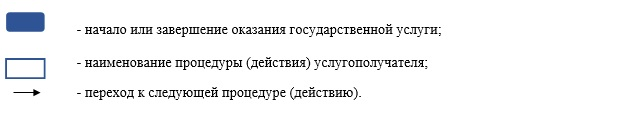 - начало или завершение оказания государственной услуги;
- наименование процедуры (действия) услугополучателя;
- переход к следующей процедуре (действию).